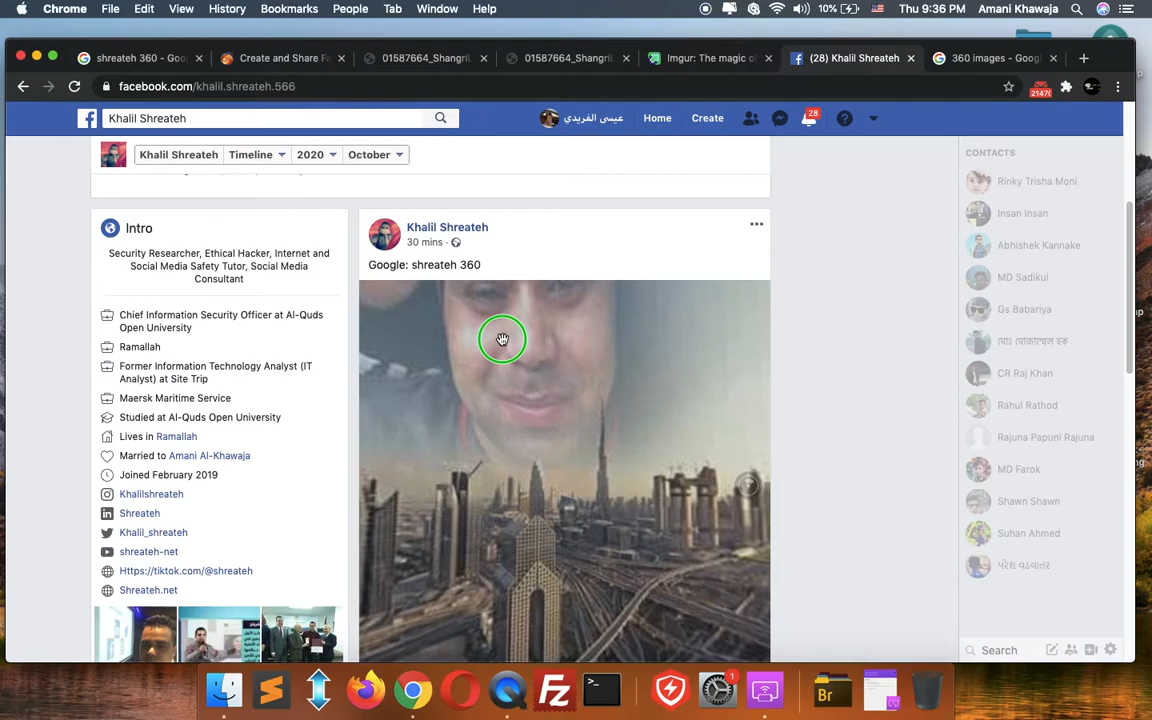 Chrome File Edit View History Bookmarks People Tab Window Help 10% Thu 9:36 PM Amani Khawaja
shreateh 360 - Goo
Create and Share Fa
01587664_Shangril
01587664_Shangril
Imgur: The magic of
(28) Khalil Shreateh
360 images - Googl
facebook.com/khalil.shreateh.566
Khalil Shreateh
عيسى الفريدي
Home
Create
28
Khalil Shreateh Timeline 2020 October
CONTACTS
Rinky Trisha Moni
Insan Insan
Abhishek Kannake
MD Sadikul
Gs Babariya
CR Raj Khan
Rahul Rathod
Rajuna Papuni Rajuna
MD Farok
Shawn Shawn
Suhan Ahmed
Search
Intro
Security Researcher, Ethical Hacker, Internet and
Social Media Safety Tutor, Social Media
Consultant
Chief Information Security Officer at Al-Quds
Open University
Ramallah
Former Information Technology Analyst (IT
Analyst) at Site Trip
Maersk Maritime Service
Studied at Al-Quds Open University
Lives in Ramallah
Married to Amani Al-Khawaja
Joined February 2019
Khalilshreateh
Shreateh
Khalil_shreateh
shreateh-net
Https://tiktok.com/@shreateh
Shreateh.net
Khalil Shreateh
30 mins ·
Google: shreateh 360
Br
1